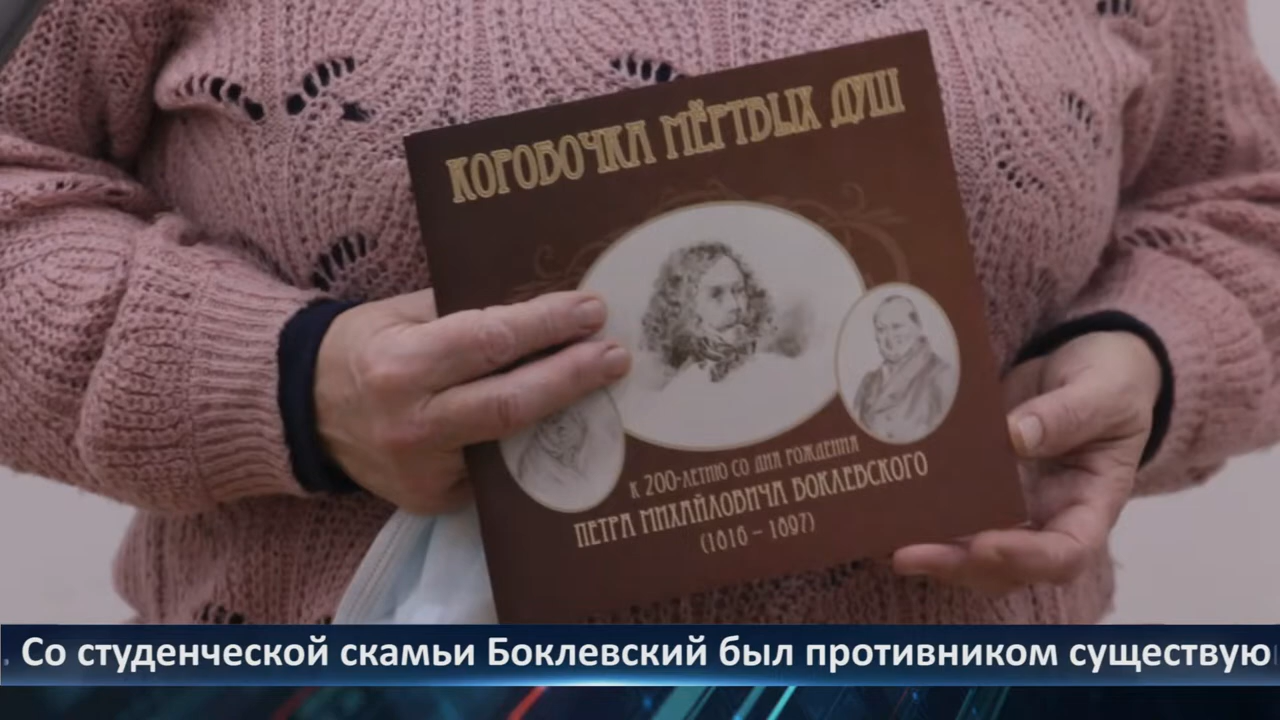 КОРОБОЧКА МЁРТВЫХ ДУШ
К 200-ЛЕТИЮ СО ДНЯ РОЖДЕНИЯ
ПЕТРА МИХАЙЛОВИЧА БОКЛЕВСКОГО
(1816 – 1897)
. Со студенческой скамьи Боклевский был противником существую